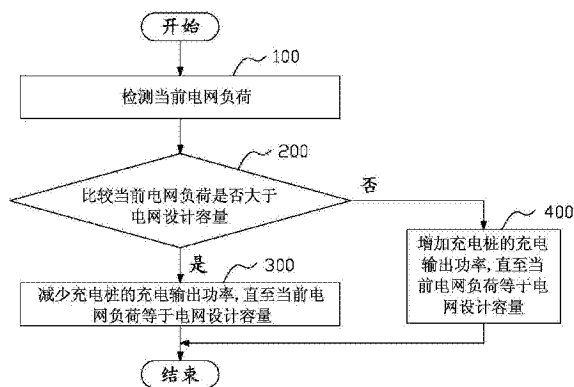 开始
100
检测当前电网负荷
200
比较当前电网负荷是否大于
电网设计容量
否
是
300
减少充电桩的充电输出功率,直至当前电
网负荷等于电网设计容量
400
增加充电桩的充电
输出功率,直至当
前电网负荷等于电
网设计容量
结束